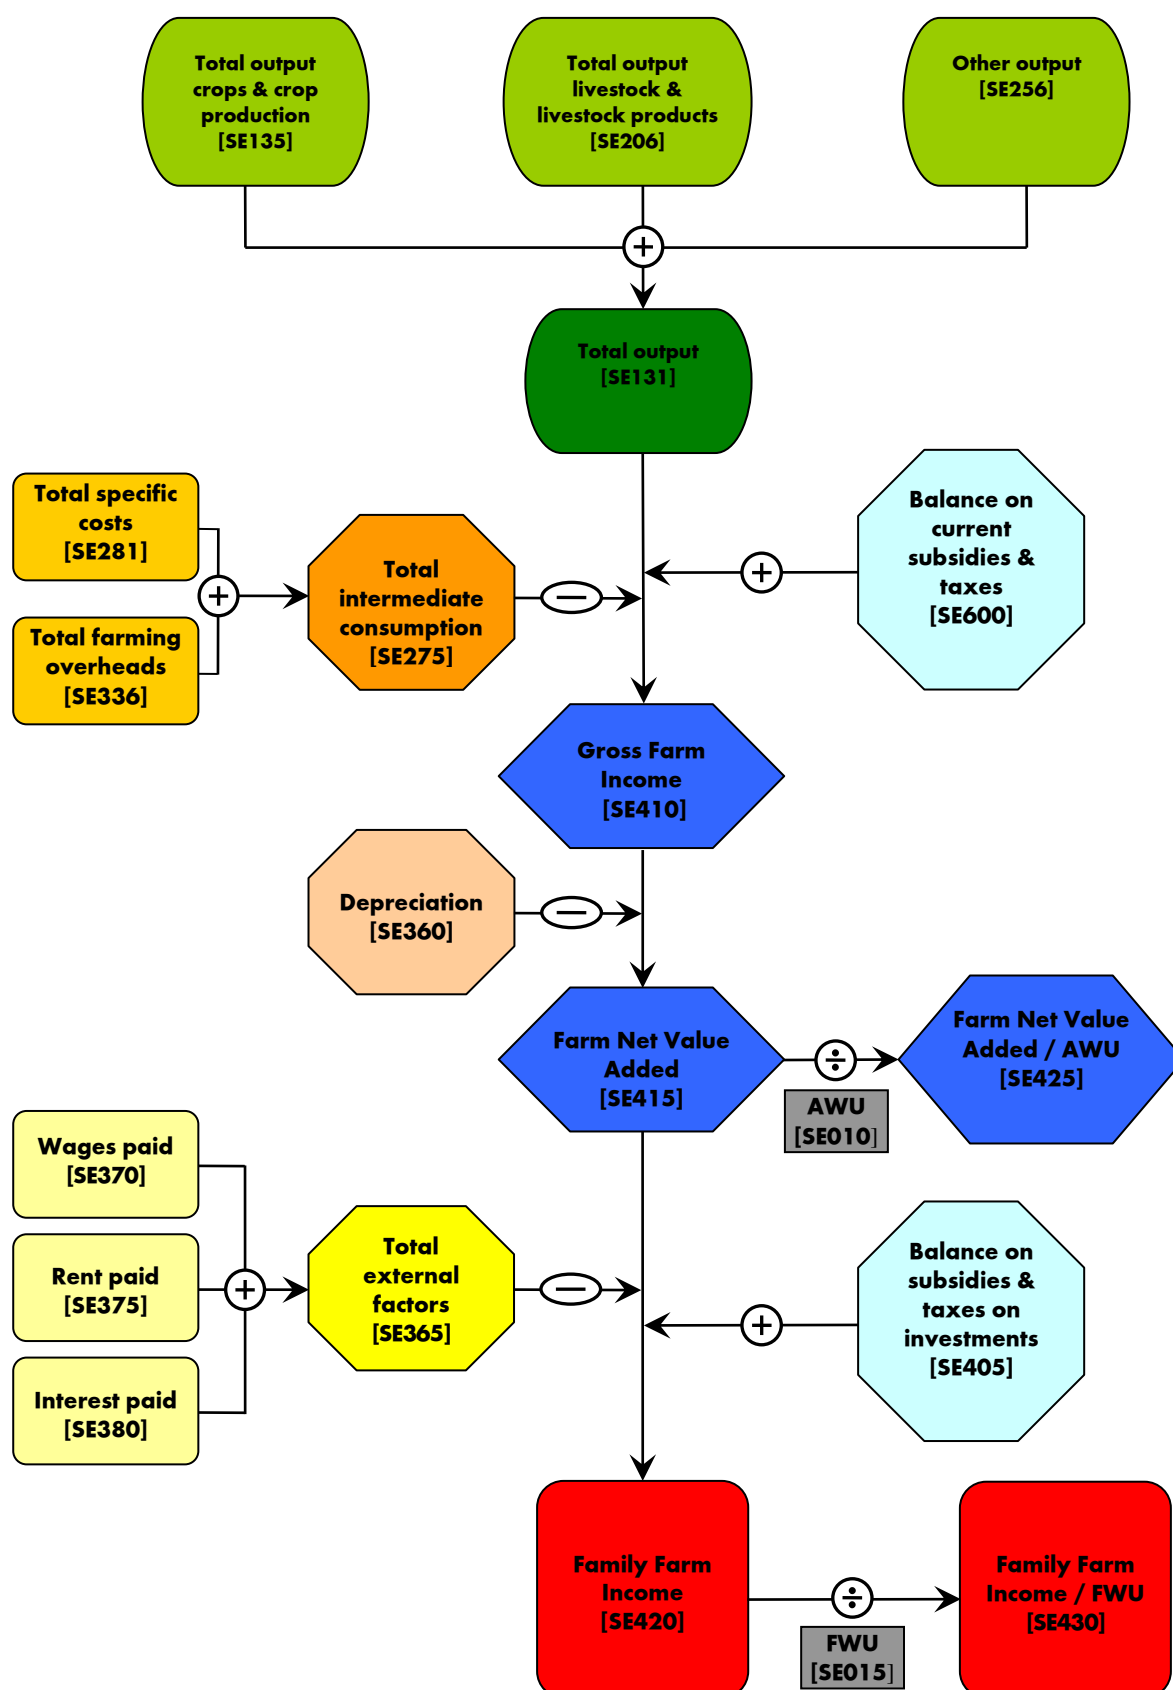 Total output
crops & crop
production
[SE135]
Total output
livestock &
livestock products
[SE206]
Other output
[SE256]
+
Total output
[SE131]
Total specific
costs
[SE281]
Total farming
overheads
[SE336]
+
Total
intermediate
consumption
[SE275]
—
+
Balance on
current
subsidies &
taxes
[SE600]
Gross Farm
Income
[SE410]
Depreciation
[SE360]
—
Farm Net Value
Added
[SE415]
÷
AWU
[SE010]
Farm Net Value
Added / AWU
[SE425]
Wages paid
[SE370]
Rent paid
[SE375]
Interest paid
[SE380]
+
Total
external
factors
[SE365]
—
+
Balance on
subsidies &
taxes on
investments
[SE405]
Family Farm
Income
[SE420]
÷
FWU
[SE015]
Family Farm
Income / FWU
[SE430]